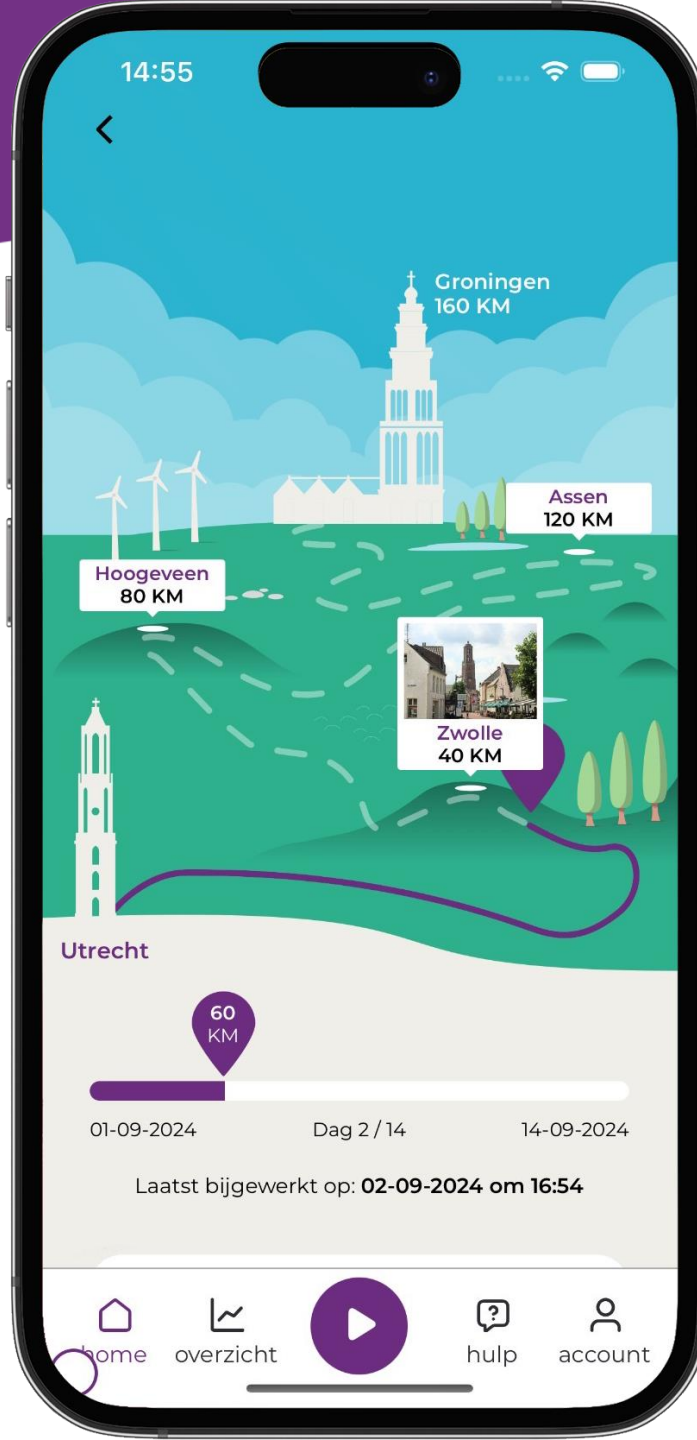 14:55
Groningen
160 KM
Assen
120 KM
Hoogeveen
80 KM
Zwolle
40 KM
Utrecht
60
KM
01-09-2024
Dag 2 / 14
14-09-2024
Laatst bijgewerkt op: 02-09-2024 om 16:54
home
overzicht
hulp
account